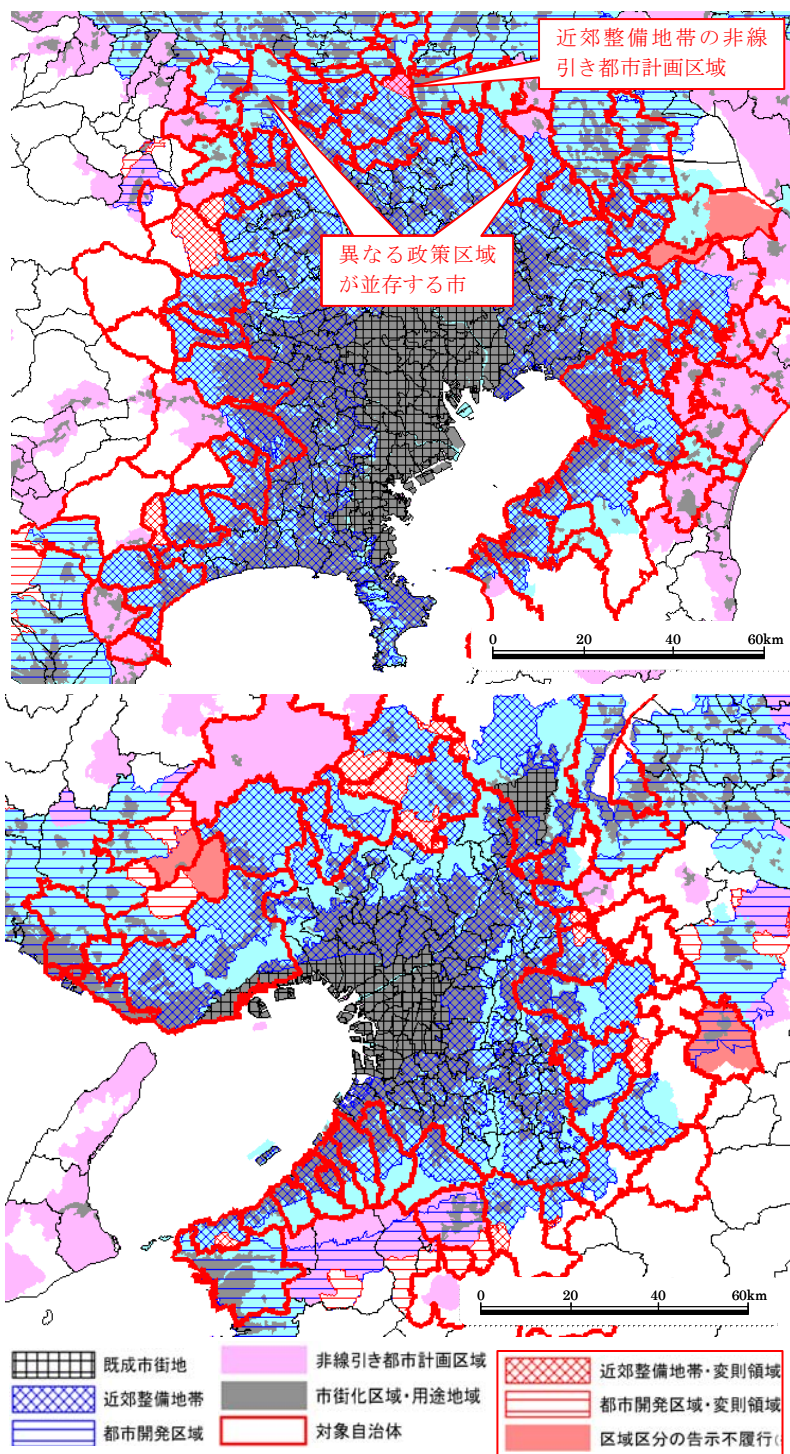 近郊整備地帯の非線
引き都市計画区域
異なる政策区域
が並存する市
0 20 40 60km
0 20 40 60km
既成市街地
近郊整備地帯
都市開発区域
非線引き都市計画区域
市街化区域・用途地域
対象自治体
近郊整備地帯・変則領域
都市開発区域・変則領域
区域区分の告示不履行(